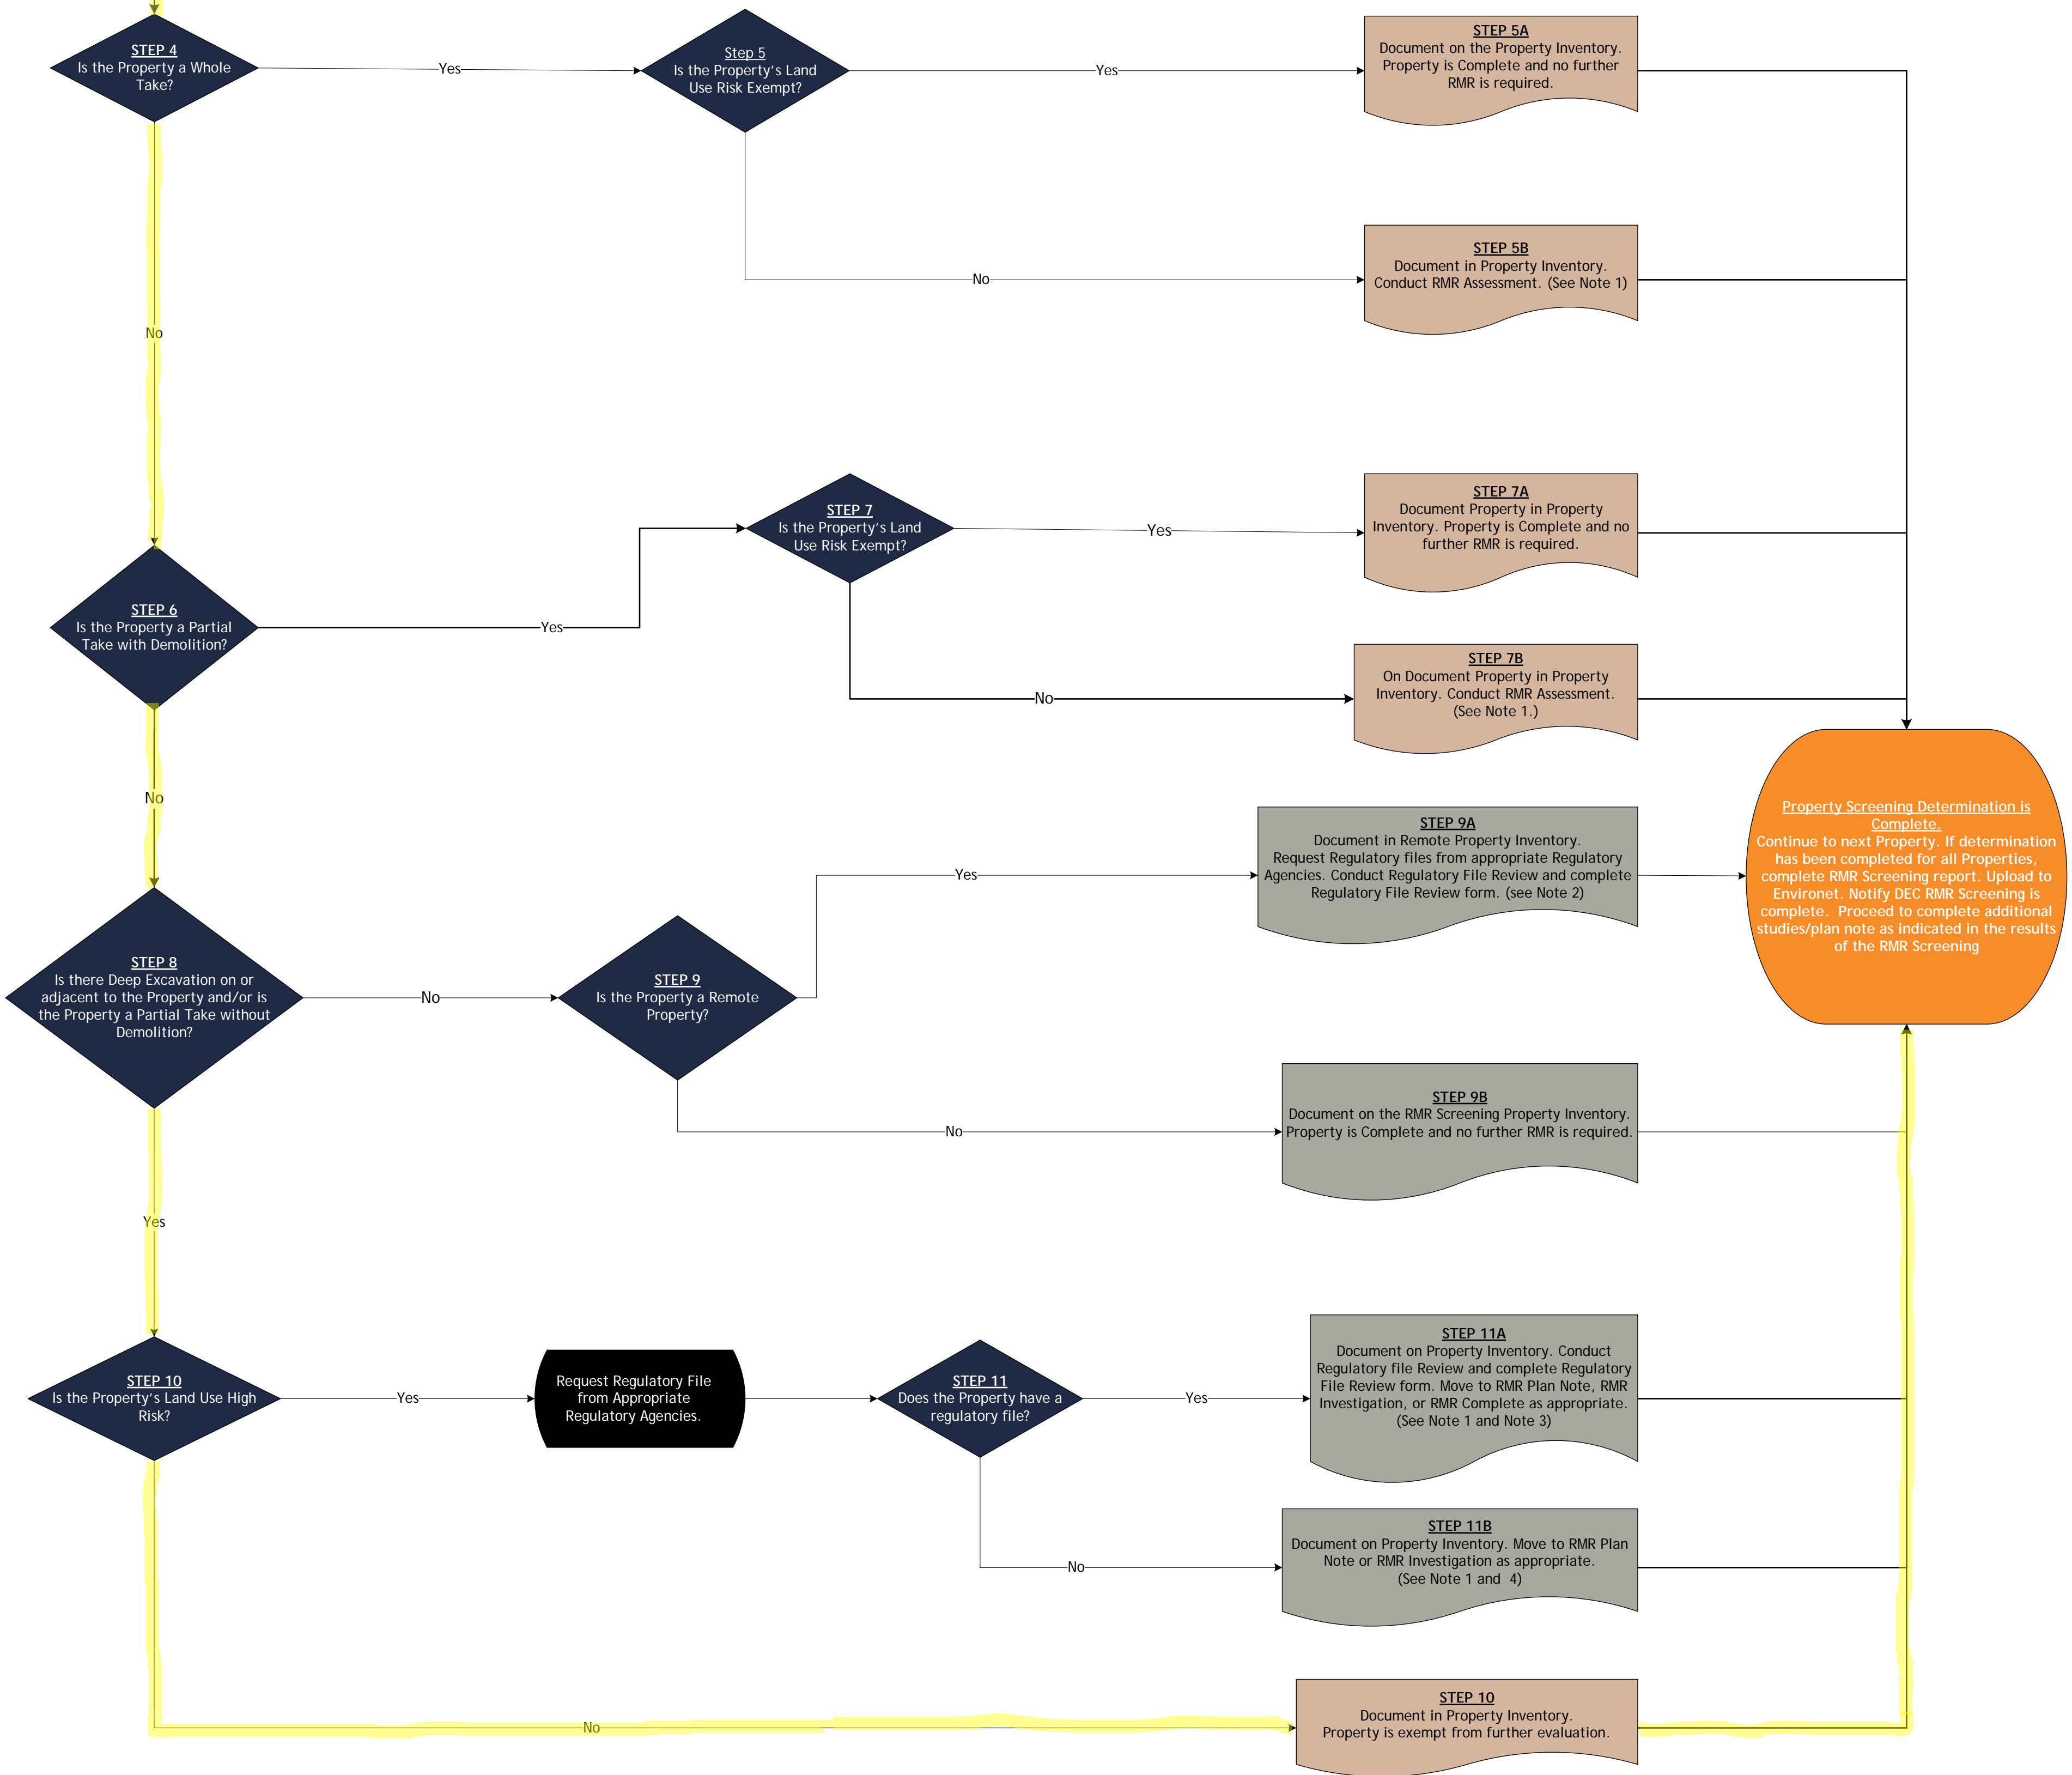 STEP 4
Is the Property a Whole
Take?
Yes
Step 5
Is the Property's Land
Use Risk Exempt?
Yes
STEP 5A
Document on the Property Inventory.
Property is Complete and no further
RMR is required.
No
STEP 5B
Document in Property Inventory.
Conduct RMR Assessment. (See Note 1)
No
STEP 6
Is the Property a Partial
Take with Demolition?
Yes
STEP 7
Is the Property's Land
Use Risk Exempt?
Yes
STEP 7A
Document Property in Property
Inventory. Property is Complete and no
further RMR is required.
No
STEP 7B
On Document Property in Property
Inventory. Conduct RMR Assessment.
(See Note 1.)
No
STEP 8
Is there Deep Excavation on or
adjacent to the Property and/or is
the Property a Partial Take without
Demolition?
No
STEP 9
Is the Property a Remote
Property?
Yes
STEP 9A
Document in Remote Property Inventory.
Request Regulatory files from appropriate Regulatory
Agencies. Conduct Regulatory File Review and complete
Regulatory File Review form. (see Note 2)
No
STEP 9B
Document on the RMR Screening Property Inventory.
Property is Complete and no further RMR is required.
Property Screening Determination is
Complete.
Continue to next Property. If determination
has been completed for all Properties,
complete RMR Screening report. Upload to
Environet. Notify DEC RMR Screening is
complete. Proceed to complete additional
studies/plan note as indicated in the results
of the RMR Screening
Yes
STEP 10
Is the Property's Land Use High
Risk?
Yes
Request Regulatory File
from Appropriate
Regulatory Agencies.
STEP 11
Does the Property have a
regulatory file?
Yes
STEP 11A
Document on Property Inventory. Conduct
Regulatory file Review and complete Regulatory
File Review form. Move to RMR Plan Note, RMR
Investigation, or RMR Complete as appropriate.
(See Note 1 and Note 3)
No
STEP 11B
Document on Property Inventory. Move to RMR Plan
Note or RMR Investigation as appropriate.
(See Note 1 and 4)
No
STEP 10
Document in Property Inventory.
Property is exempt from further evaluation.